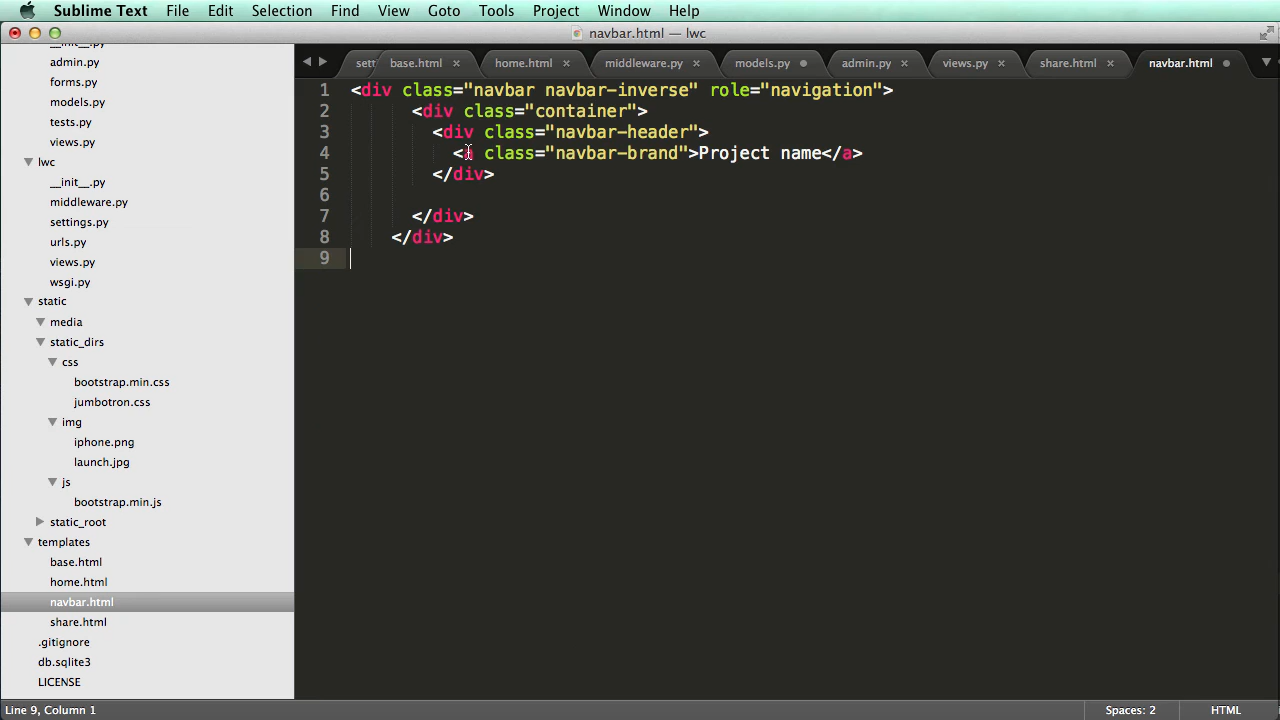 Sublime Text File Edit Selection Find View Goto Tools Project Window Help
navbar.html — lwc
sett base.html × home.html × middleware.py × models.py admin.py × views.py × share.html × navbar.html
__init__.py
admin.py
forms.py
models.py
tests.py
views.py
lwc
__init__.py
middleware.py
settings.py
urls.py
views.py
wsgi.py
static
media
static_dirs
css
bootstrap.min.css
jumbotron.css
img
iphone.png
launch.jpg
js
bootstrap.min.js
static_root
templates
base.html
home.html
navbar.html
share.html
.gitignore
db.sqlite3
LICENSE
1 <div class="navbar navbar-inverse" role="navigation">
2 <div class="container">
3 <div class="navbar-header">
4 <a class="navbar-brand">Project name</a>
5 </div>
6
7 </div>
8 </div>
9
Line 9, Column 1 Spaces: 2 HTML